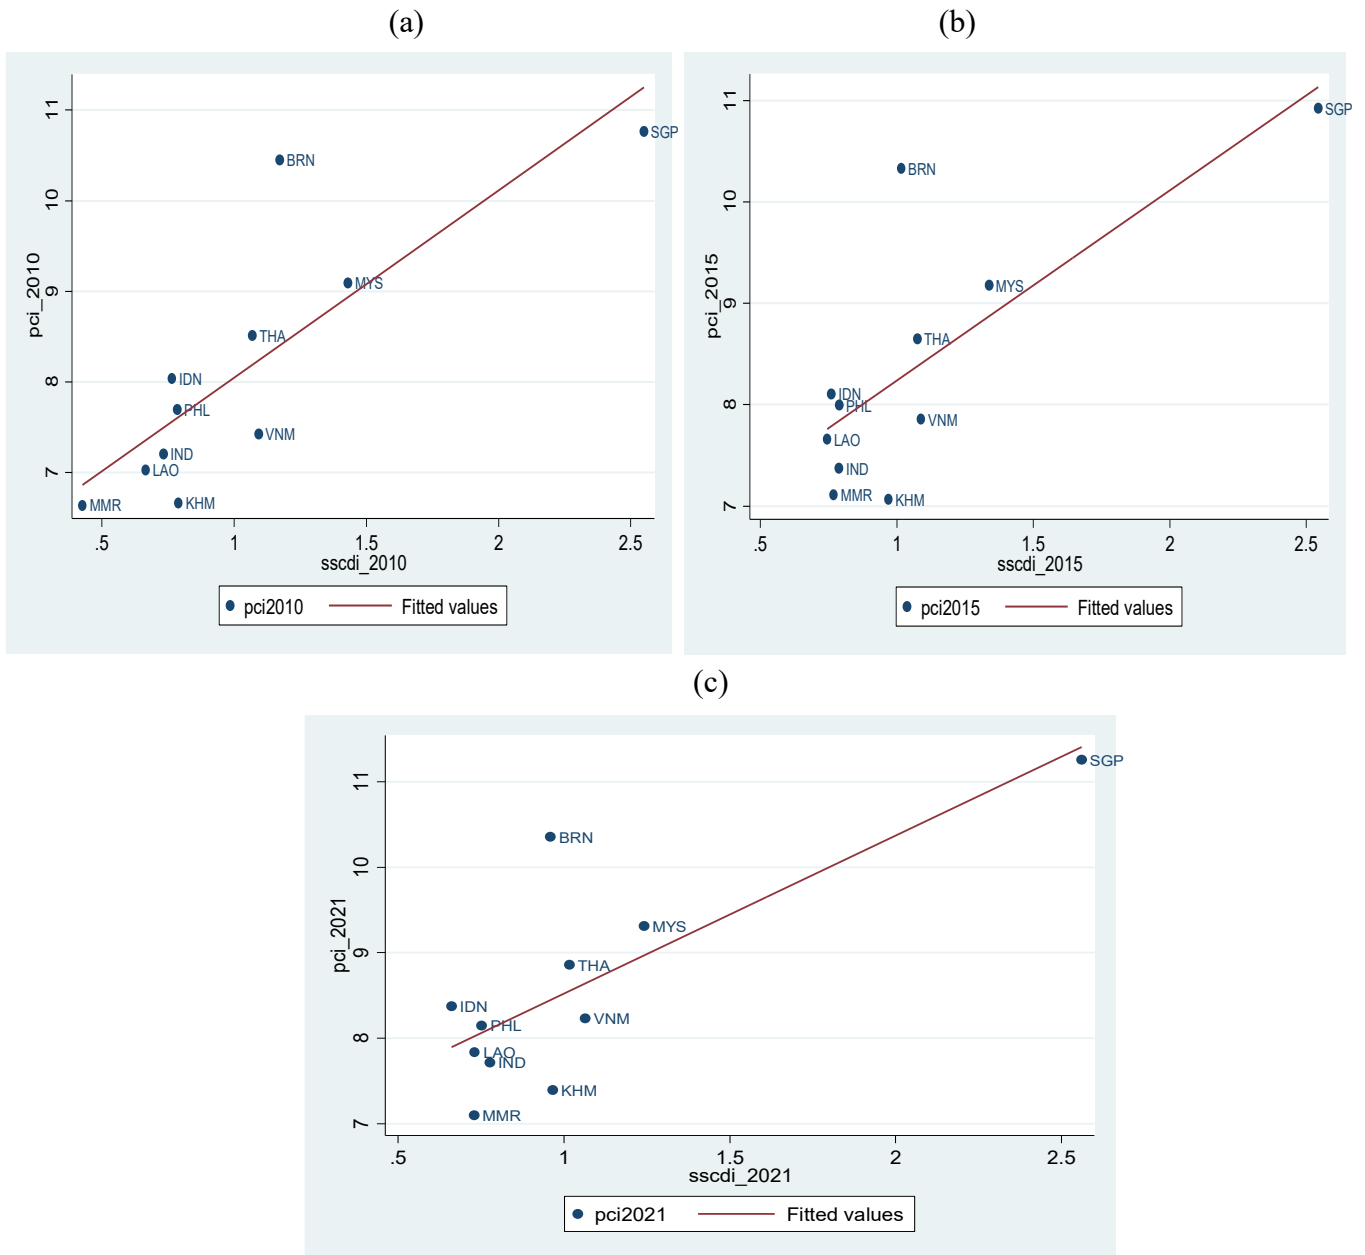 (a)
pci_2010
11
10
9
8
7
SGP
BRN
MYS
THA
IDN
PHL
VNM
IND
LAO
KHM
MMR
.5 1 1.5 2 2.5
sscdi_2010
pci2010 Fitted values
(b)
pci_2015
11
10
9
8
7
SGP
BRN
MYS
THA
IDN
PHL
VNM
LAO
IND
MMR
KHM
.5 1 1.5 2 2.5
sscdi_2015
pci2015 Fitted values
(c)
pci_2021
11
10
9
8
7
SGP
BRN
MYS
THA
IDN
PHL
VNM
LAO
IND
KHM
MMR
.5 1 1.5 2 2.5
sscdi_2021
pci2021 Fitted values